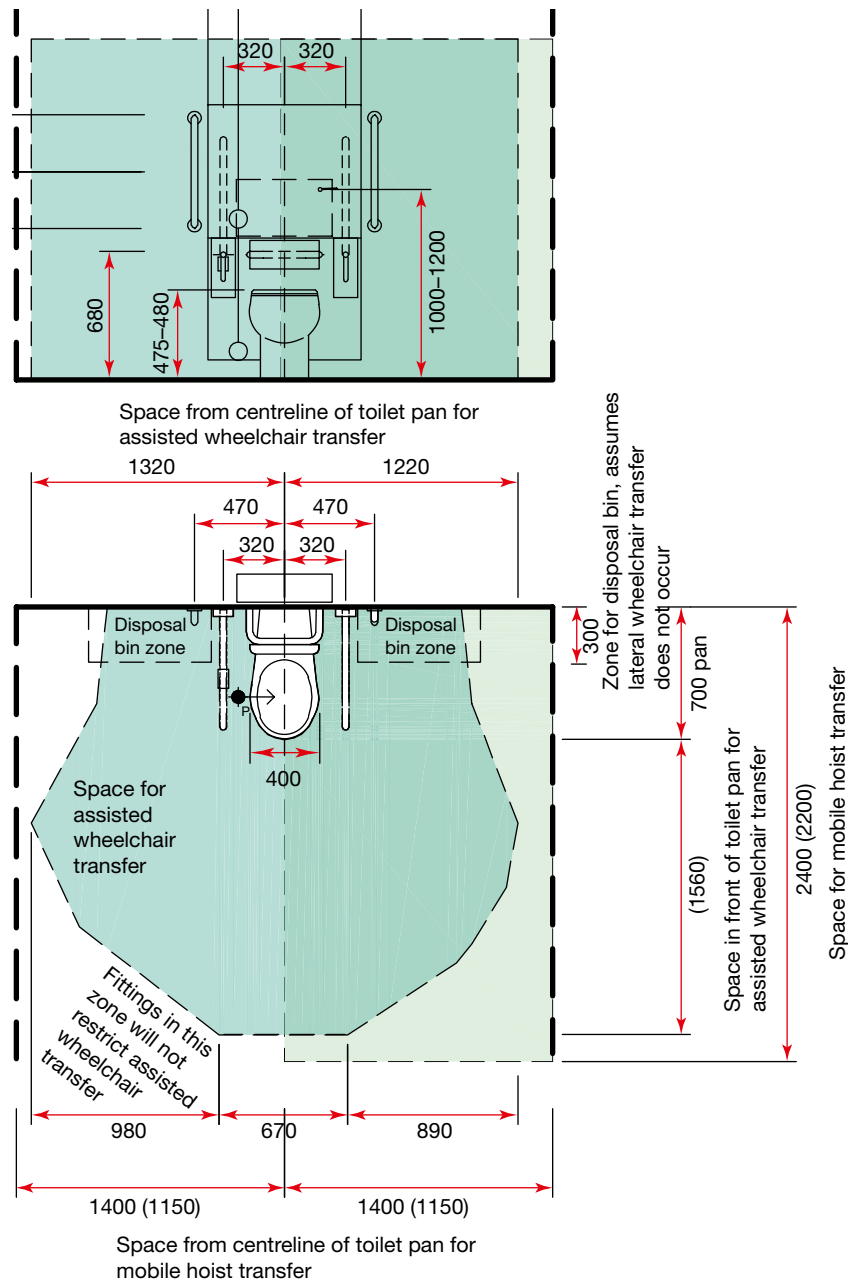 320 320
680
475–480
1000–1200
Space from centreline of toilet pan for
assisted wheelchair transfer
1320 1220
470 470
320 320
Zone for disposal bin, assumes
lateral wheelchair transfer
does not occur
Disposal
bin zone
Disposal
bin zone
300
700 pan
P
400
Space for
assisted
wheelchair
transfer
(1560)
Space in front of toilet pan for
assisted wheelchair transfer
2400 (2200)
Space for mobile hoist transfer
Fittings in this
zone will not
restrict assisted
wheelchair
transfer
980 670 890
1400 (1150) 1400 (1150)
Space from centreline of toilet pan for
mobile hoist transfer